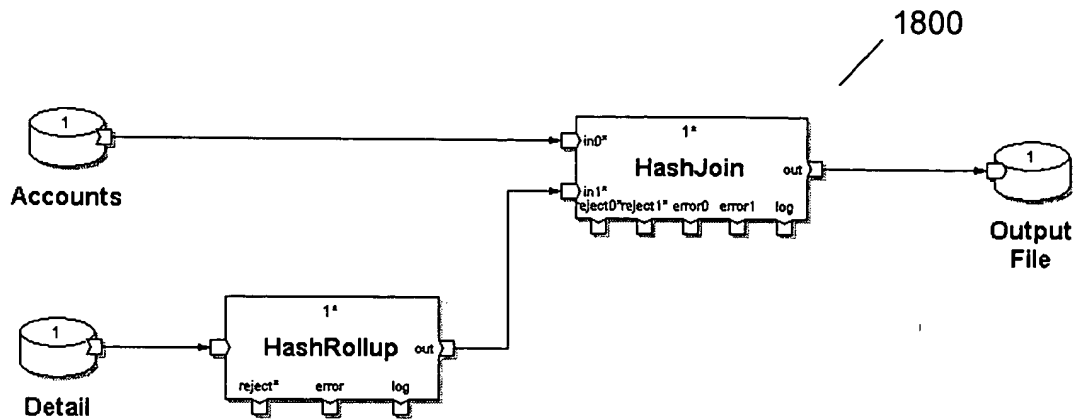 1800
1
Accounts
1*
in0*
HashJoin
out
in1*
eject0* reject1* error0 error1 log
1
Output
File
1
Detail
1*
HashRollup
out
reject* error log